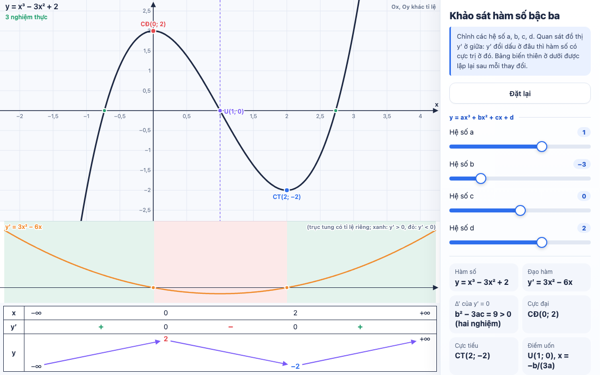 y = x³ − 3x² + 2
3 nghiệm thực
Ox, Oy khác tỉ lệ
CĐ(0; 2)
2,5
2
1,5
1
0,5
U(1; 0)
x
−2
−1,5
−1
−0,5
0,5
1,5
2
2,5
3
3,5
4
−0,5
−1
−1,5
−2
−2,5
CT(2; −2)
y' = 3x² − 6x
(trục tung có tỉ lệ riêng; xanh: y' > 0, đỏ: y' < 0)
x −∞ 0 2 +∞
y' + 0 − 0 +
y −∞ 2 −2 +∞
Khảo sát hàm số bậc ba
Chỉnh các hệ số a, b, c, d. Quan sát đồ thị
y' ở giữa: y' đổi dấu ở đâu thì hàm số có
cực trị ở đó. Bảng biến thiên ở dưới được
lập lại sau mỗi thay đổi.
Đặt lại
y = ax³ + bx² + cx + d
Hệ số a 1
Hệ số b −3
Hệ số c 0
Hệ số d 2
Hàm số
y = x³ − 3x² + 2
Đạo hàm
y' = 3x² − 6x
Δ' của y' = 0
b² − 3ac = 9 > 0
(hai nghiệm)
Cực đại
CĐ(0; 2)
Cực tiểu
CT(2; −2)
Điểm uốn
U(1; 0), x =
−b/(3a)